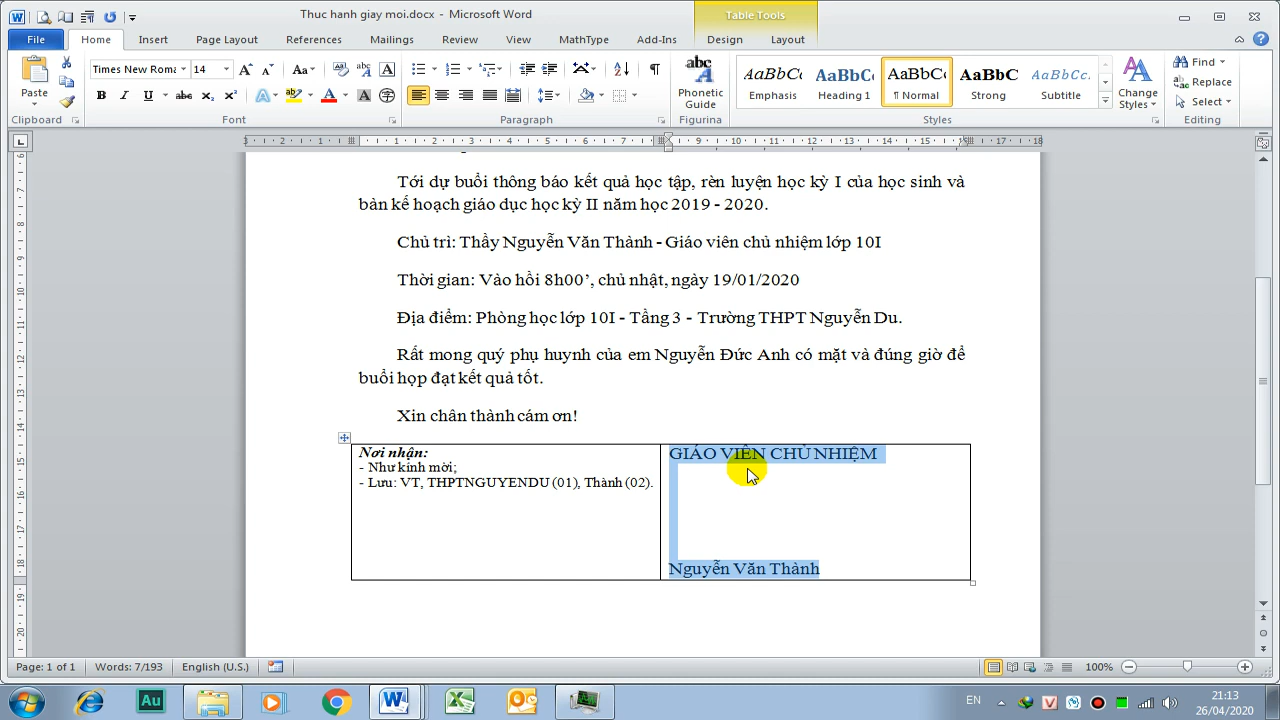 Thuc hanh giay moi.docx - Microsoft Word
Table Tools
File Home Insert Page Layout References Mailings Review View MathType Add-Ins Design Layout
Paste
Times New Roma 14
Phonetic Guide
AaBbCc AaBbC AaBbCc AaBbCc AaBbCc.
Emphasis Heading 1 ¶ Normal Strong Subtitle
Change Styles
Find
Replace
Select
Clipboard Font Paragraph Figurina Styles Editing
Tới dự buổi thông báo kết quả học tập, rèn luyện học kỳ I của học sinh và
bàn kế hoạch giáo dục học kỳ II năm học 2019 - 2020.
Chủ trì: Thầy Nguyễn Văn Thành - Giáo viên chủ nhiệm lớp 10I
Thời gian: Vào hồi 8h00’, chủ nhật, ngày 19/01/2020
Địa điểm: Phòng học lớp 10I - Tầng 3 - Trường THPT Nguyễn Du.
Rất mong quý phụ huynh của em Nguyễn Đức Anh có mặt và đúng giờ để
buổi họp đạt kết quả tốt.
Xin chân thành cám ơn!
Nơi nhận:
- Như kính mời;
- Lưu: VT, THPTNGUYENDU (01), Thành (02).
GIÁO VIÊN CHỦ NHIỆM
Nguyễn Văn Thành
Page: 1 of 1 Words: 7/193 English (U.S.) 100%
EN
21:13
26/04/2020